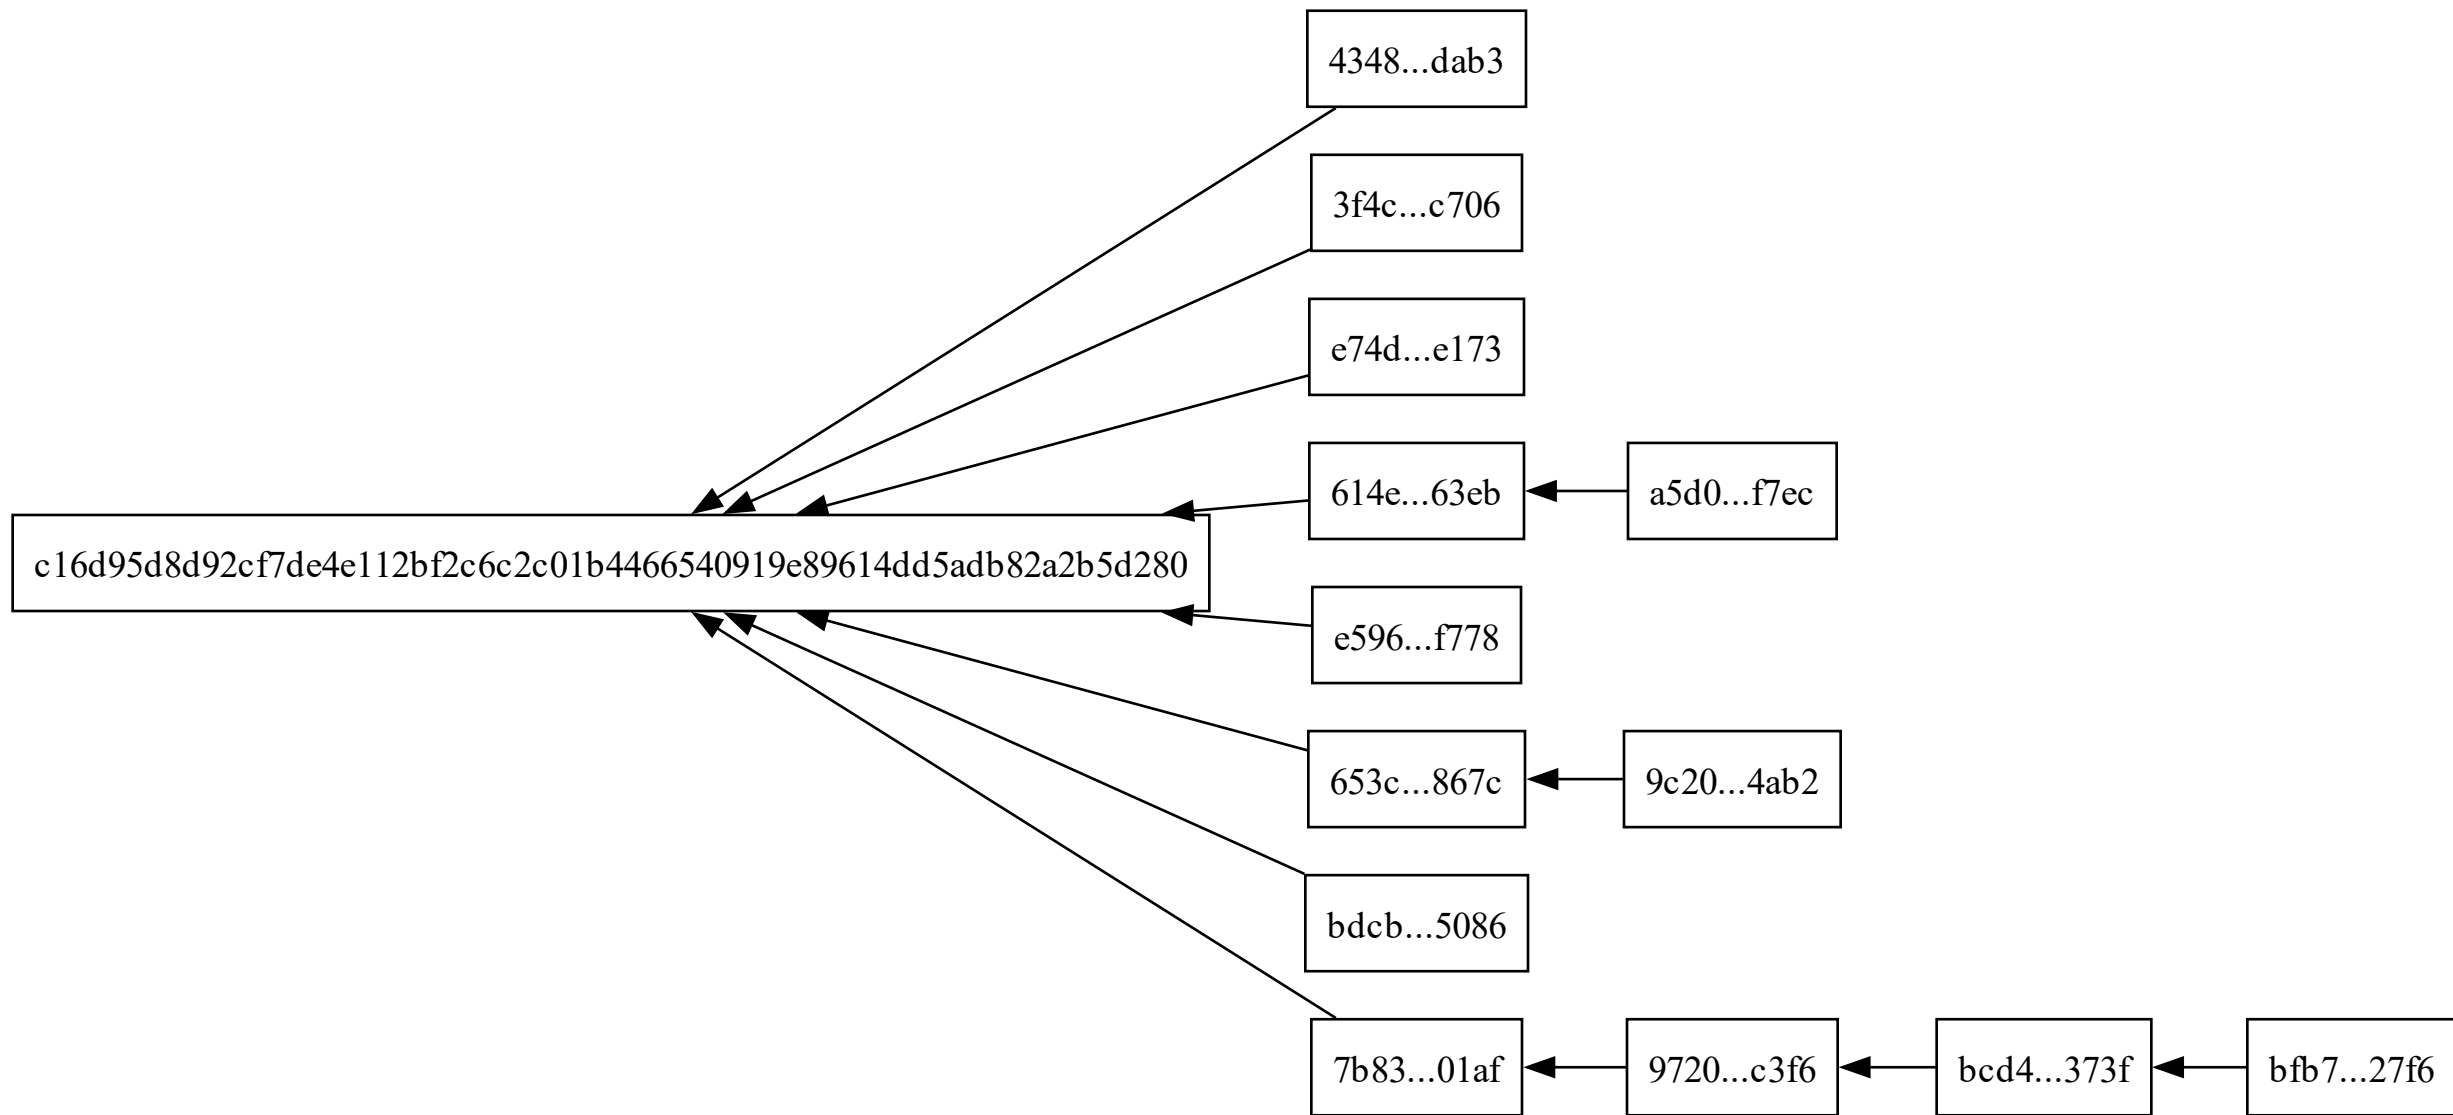 4348...dab3
3f4c...c706
e74d...e173
614e...63eb
a5d0...f7ec
c16d95d8d92cf7de4e112bf2c6c2c01b4466540919e89614dd5adb82a2b5d280
e596...f778
653c...867c
9c20...4ab2
bdcb...5086
7b83...01af
9720...c3f6
bcd4...373f
bfb7...27f6